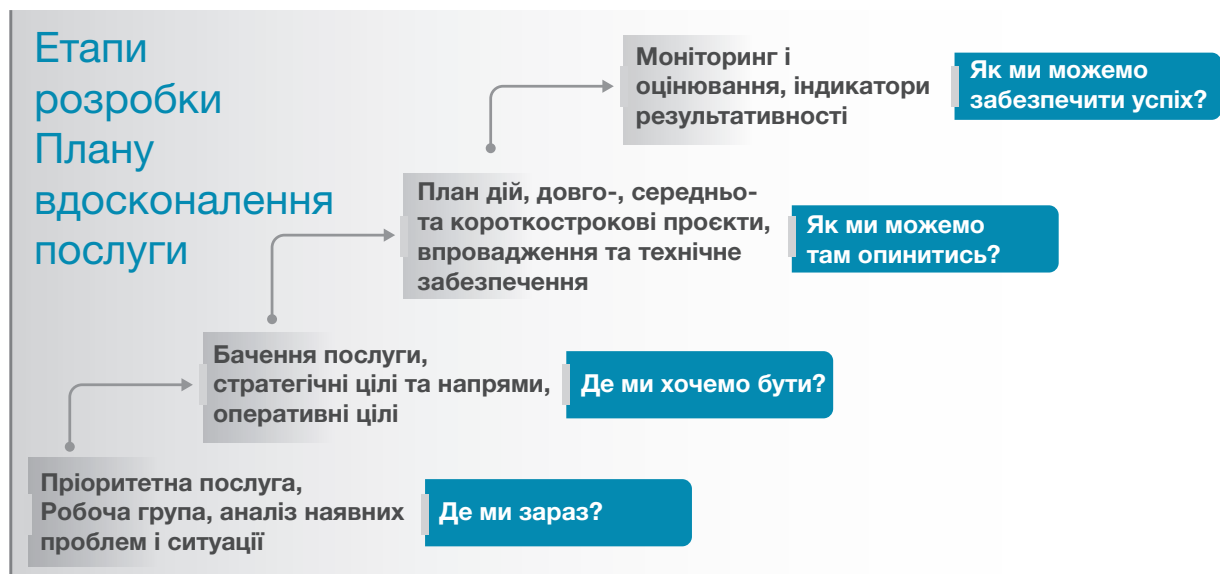 Етапи
розробки
Плану
вдосконалення
послуги
Моніторинг і
оцінювання, індикатори
результативності
Як ми можемо
забезпечити успіх?
План дій, довго-, середньо-
та короткострокові проєкти,
впровадження та технічне
забезпечення
Як ми можемо
там опинитись?
Бачення послуги,
стратегічні цілі та напрями,
оперативні цілі
Де ми хочемо бути?
Пріоритетна послуга,
Робоча група, аналіз наявних
проблем і ситуації
Де ми зараз?